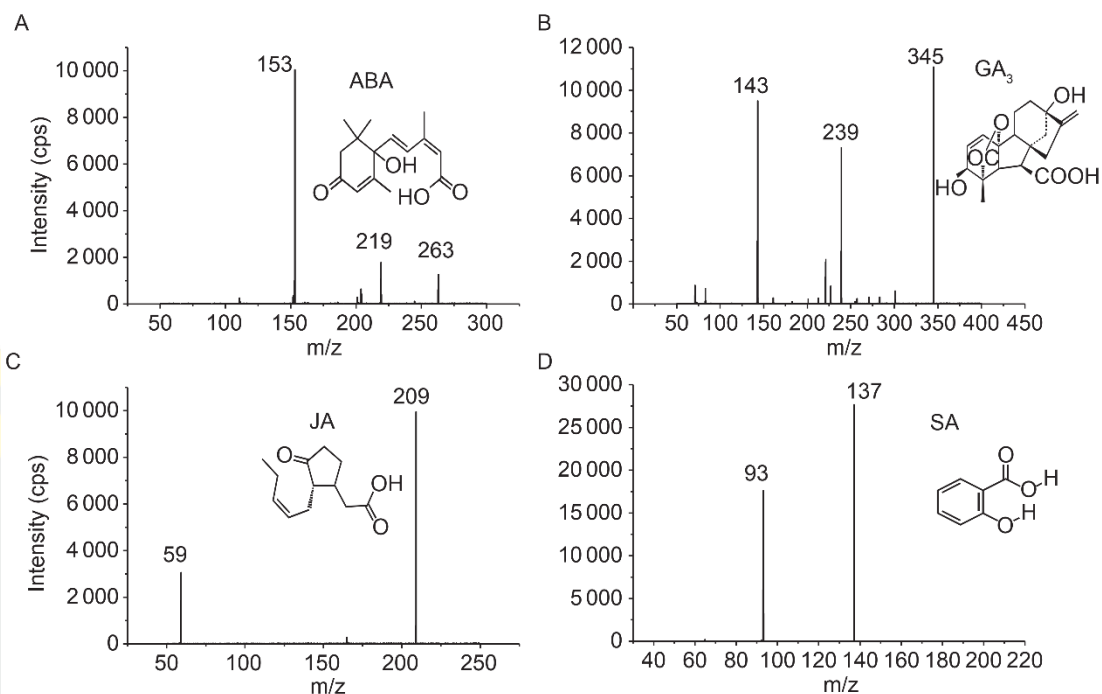 A
Intensity (cps)
10 000
8 000
6 000
4 000
2 000
0
153
ABA
OH
O
HO
O
219
263
50 100 150 200 250 300
m/z
B
12 000
10 000
8 000
6 000
4 000
2 000
0
143
239
345
GA3
OH
O
OC
HO
COOH
50 100 150 200 250 300 350 400 450
m/z
C
Intensity (cps)
10 000
8 000
6 000
4 000
2 000
0
59
209
JA
O
OH
O
50 100 150 200 250
m/z
D
30 000
25 000
20 000
15 000
10 000
5 000
0
93
137
SA
O
O H
H
O
40 60 80 100 120 140 160 180 200 220
m/z